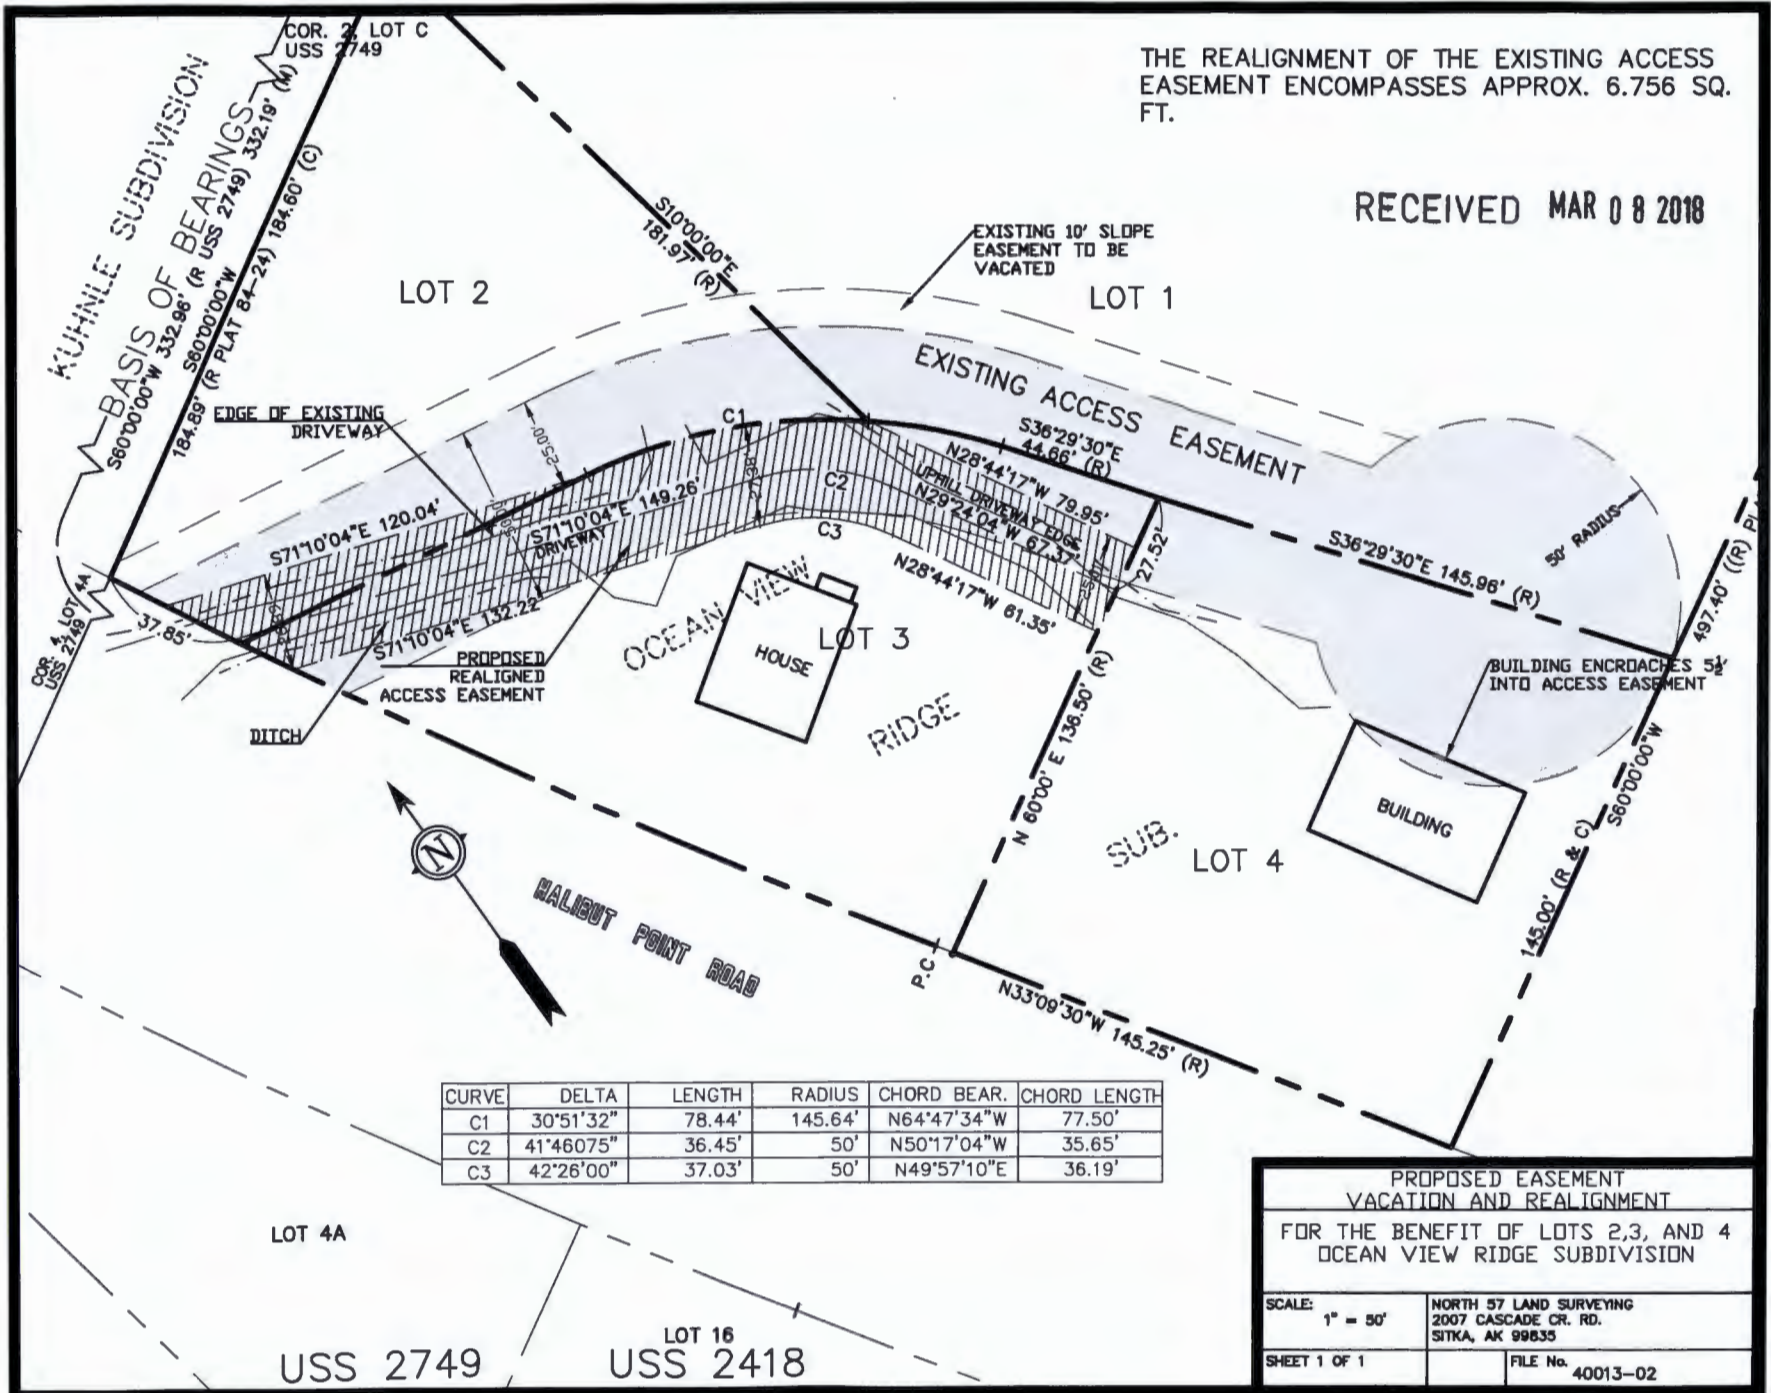 COR. 2, LOT C
USS 2749
THE REALIGNMENT OF THE EXISTING ACCESS
EASEMENT ENCOMPASSES APPROX. 6.756 SQ.
FT.
RECEIVED MAR 08 2018
KUHNLE SUBDIVISION
BASIS OF BEARINGS
S60°00'00"W 332.96' (R USS 2749) 332.19' (M)
S60°00'00"W
184.89' (R PLAT 84-24) 184.60' (C)
S10°00'00"E
181.97' (R)
EXISTING 10' SLOPE
EASEMENT TO BE
VACATED
LOT 2
LOT 1
EXISTING ACCESS EASEMENT
EDGE OF EXISTING
DRIVEWAY
C1
25.00'
S36°29'30"E
44.66' (R)
N28°44'17"W 79.95'
UPHILL DRIVEWAY EDGE
N29°24'04"W 67.37'
C2
C3
S71°10'04"E 120.04'
S71°10'04"E 149.26'
DRIVEWAY
S71°10'04"E 132.22'
N28°44'17"W 61.35'
27.52'
50' RADIUS
S36°29'30"E 145.96' (R)
497.40' ((R)
COR. 4, LOT 4A
USS 2749
37.85'
OCEAN VIEW
RIDGE
SUB.
LOT 3
HOUSE
PROPOSED
REALIGNED
ACCESS EASEMENT
DITCH
BUILDING ENCROACHES 5½'
INTO ACCESS EASEMENT
N 60°00' E 136.50' (R)
S60°00'00"W
145.00' (R & C)
BUILDING
LOT 4
N
HALIBUT POINT ROAD
P.C
N33°09'30"W 145.25' (R)
CURVE DELTA LENGTH RADIUS CHORD BEAR. CHORD LENGTH
C1 30°51'32" 78.44' 145.64' N64°47'34"W 77.50'
C2 41°46075" 36.45' 50' N50°17'04"W 35.65'
C3 42°26'00" 37.03' 50' N49°57'10"E 36.19'
LOT 4A
USS 2749
LOT 16
USS 2418
PROPOSED EASEMENT
VACATION AND REALIGNMENT
FOR THE BENEFIT OF LOTS 2,3, AND 4
OCEAN VIEW RIDGE SUBDIVISION
SCALE:
1" = 50'
NORTH 57 LAND SURVEYING
2007 CASCADE CR. RD.
SITKA, AK 99835
SHEET 1 OF 1
FILE No.
40013-02